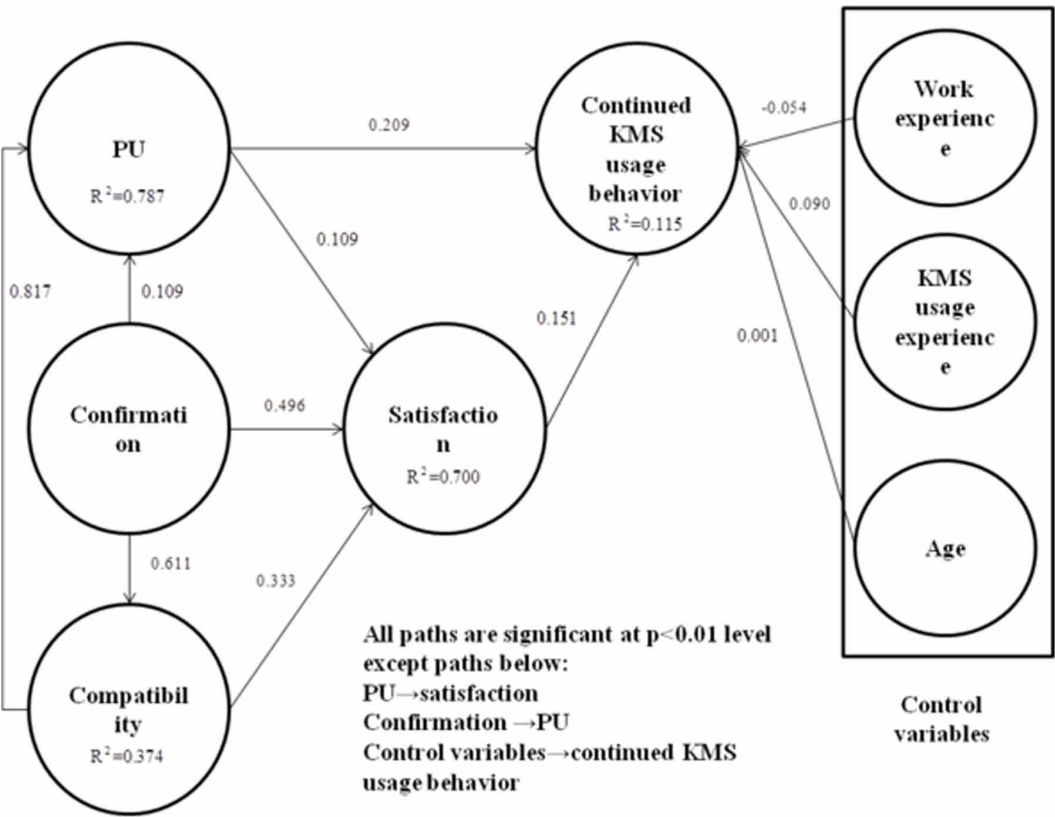 PU
R²=0.787
0.209
Continued
KMS
usage
behavior
R²=0.115
-0.054
Work
experienc
e
0.090
0.109
KMS
usage
experienc
e
0.817
0.109
0.151
0.001
Confirmati
on
0.496
Satisfactio
n
R²=0.700
Age
0.611
0.333
Compatibil
ity
R²=0.374
All paths are significant at p<0.01 level
except paths below:
PU→satisfaction
Confirmation →PU
Control variables→continued KMS
usage behavior
Control
variables